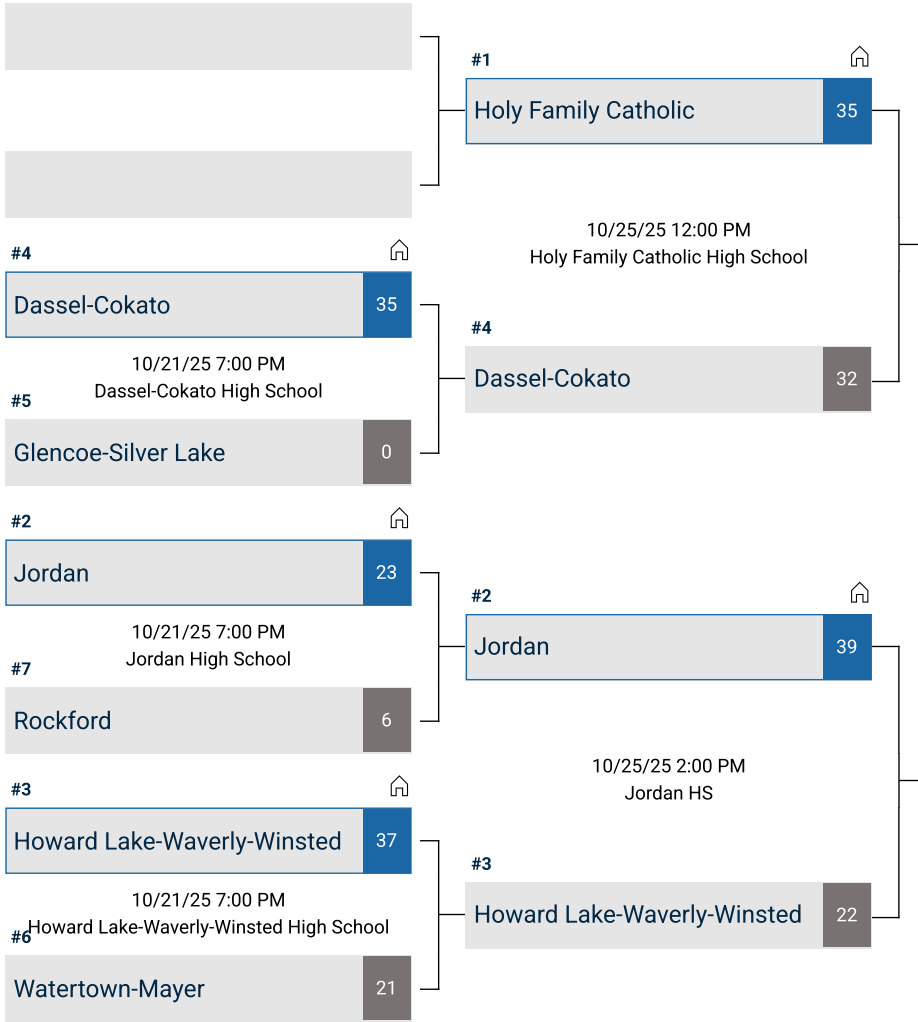 #1
Holy Family Catholic 35
10/25/25 12:00 PM
Holy Family Catholic High School
#4
Dassel-Cokato 32
#4
Dassel-Cokato 35
10/21/25 7:00 PM
Dassel-Cokato High School
#5
Glencoe-Silver Lake 0
#2
Jordan 23
10/21/25 7:00 PM
Jordan High School
#7
Rockford 6
#2
Jordan 39
10/25/25 2:00 PM
Jordan HS
#3
Howard Lake-Waverly-Winsted 22
#3
Howard Lake-Waverly-Winsted 37
10/21/25 7:00 PM
Howard Lake-Waverly-Winsted High School
#6
Watertown-Mayer 21